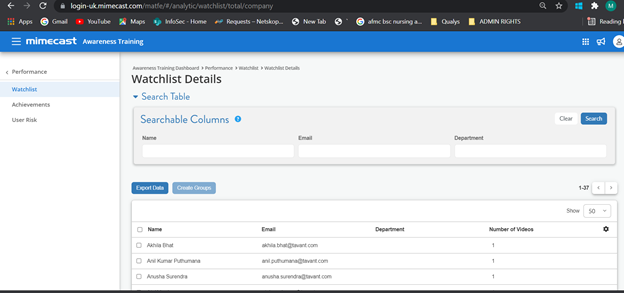 login-uk.mimecast.com/matfe/#/analytic/watchlist/total/company
Apps Gmail YouTube Maps InfoSec - Home Requests - Netskop... New Tab afmc bsc nursing a... Qualys ADMIN RIGHTS Reading l
mimecast Awareness Training
Performance
Watchlist
Achievements
User Risk
Awareness Training Dashboard > Performance > Watchlist > Watchlist Details
Watchlist Details
Search Table
Searchable Columns ?
Clear Search
Name Email Department
Export Data Create Groups 1-37
Show 50
Name Email Department Number of Videos
Akhila Bhat akhila.bhat@tavant.com 1
Anil Kumar Puthumana anil.puthumana@tavant.com 1
Anusha Surendra anusha.surendra@tavant.com 1